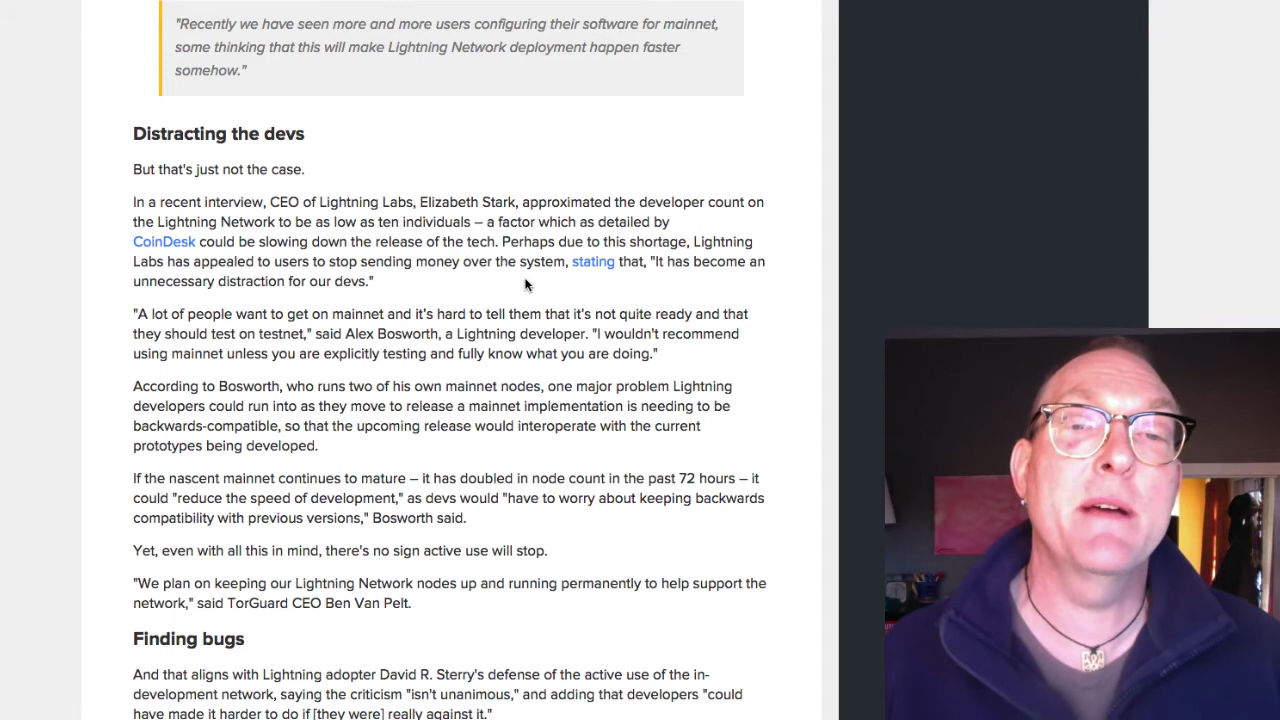 "Recently we have seen more and more users configuring their software for mainnet,
some thinking that this will make Lightning Network deployment happen faster
somehow."
Distracting the devs
But that's just not the case.
In a recent interview, CEO of Lightning Labs, Elizabeth Stark, approximated the developer count on
the Lightning Network to be as low as ten individuals – a factor which as detailed by
CoinDesk could be slowing down the release of the tech. Perhaps due to this shortage, Lightning
Labs has appealed to users to stop sending money over the system, stating that, "It has become an
unnecessary distraction for our devs."
"A lot of people want to get on mainnet and it's hard to tell them that it's not quite ready and that
they should test on testnet," said Alex Bosworth, a Lightning developer. "I wouldn't recommend
using mainnet unless you are explicitly testing and fully know what you are doing."
According to Bosworth, who runs two of his own mainnet nodes, one major problem Lightning
developers could run into as they move to release a mainnet implementation is needing to be
backwards-compatible, so that the upcoming release would interoperate with the current
prototypes being developed.
If the nascent mainnet continues to mature – it has doubled in node count in the past 72 hours – it
could "reduce the speed of development," as devs would "have to worry about keeping backwards
compatibility with previous versions," Bosworth said.
Yet, even with all this in mind, there's no sign active use will stop.
"We plan on keeping our Lightning Network nodes up and running permanently to help support the
network," said TorGuard CEO Ben Van Pelt.
Finding bugs
And that aligns with Lightning adopter David R. Sterry's defense of the active use of the in-
development network, saying the criticism "isn't unanimous," and adding that developers "could
have made it harder to do if [they were] really against it."